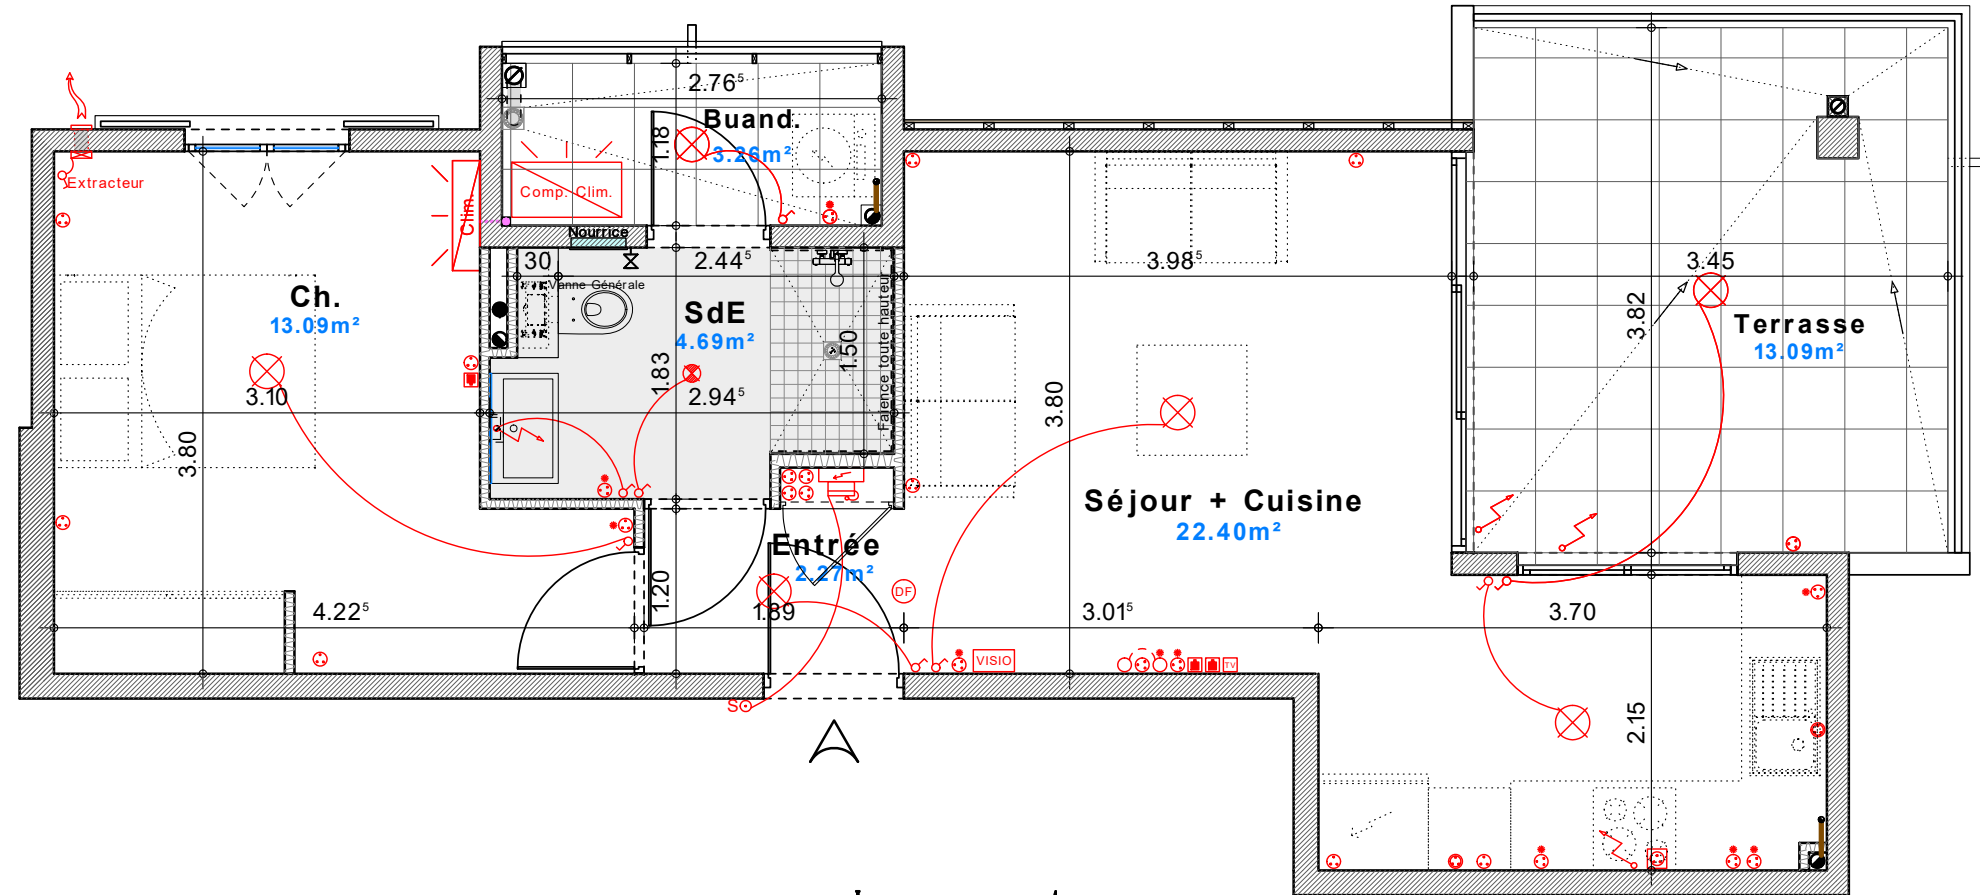 2.76⁵
Buand.
3.26m²
1.18
Extracteur
Clim.
Comp. Clim.
Nourrice
30
2.44⁵
Vanne Générale
3.98⁵
3.45
Ch.
13.09m²
SdE
4.69m²
3.82
Terrasse
13.09m²
1.83
1.50
Faience toute hauteur
3.10
2.94⁵
3.80
3.80
Séjour + Cuisine
22.40m²
Entrée
2.27m²
DF
1.20
4.22⁵
1.89
3.01⁵
3.70
VISIO
TV
S
2.15